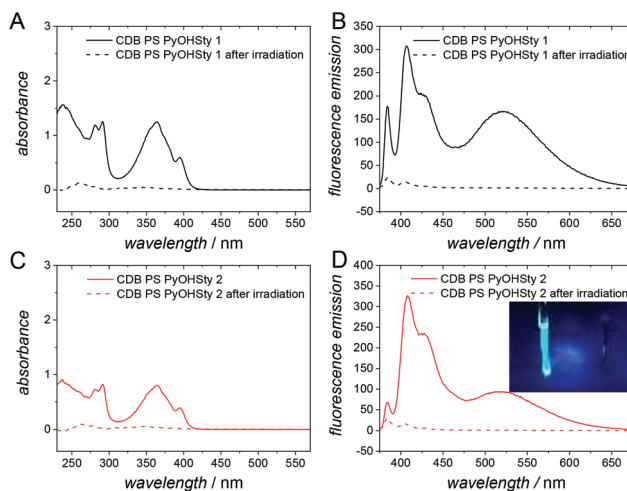 A
CDB PS PyOHSty 1
CDB PS PyOHSty 1 after irradiation
absorbance
3
2
1
0
250 300 350 400 450 500 550
wavelength / nm
B
CDB PS PyOHSty 1
CDB PS PyOHSty 1 after irradiation
fluorescence emission
350
300
250
200
150
100
50
0
-50
400 450 500 550 600 650
wavelength / nm
C
CDB PS PyOHSty 2
CDB PS PyOHSty 2 after irradiation
absorbance
3
2
1
0
250 300 350 400 450 500 550
wavelength / nm
D
CDB PS PyOHSty 2
CDB PS PyOHSty 2 after irradiation
fluorescence emission
400
350
300
250
200
150
100
50
0
-50
400 450 500 550 600 650
wavelength / nm